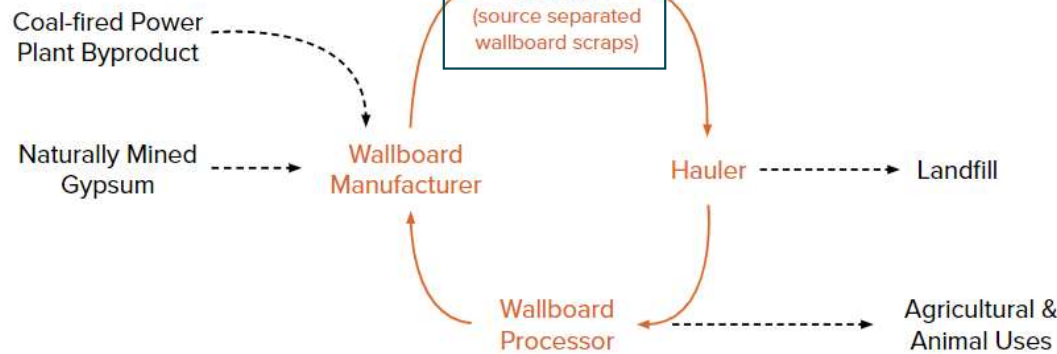 (source separated
wallboard scraps)
Coal-fired Power
Plant Byproduct
Naturally Mined
Gypsum
Wallboard
Manufacturer
Hauler
Landfill
Wallboard
Processor
Agricultural &
Animal Uses